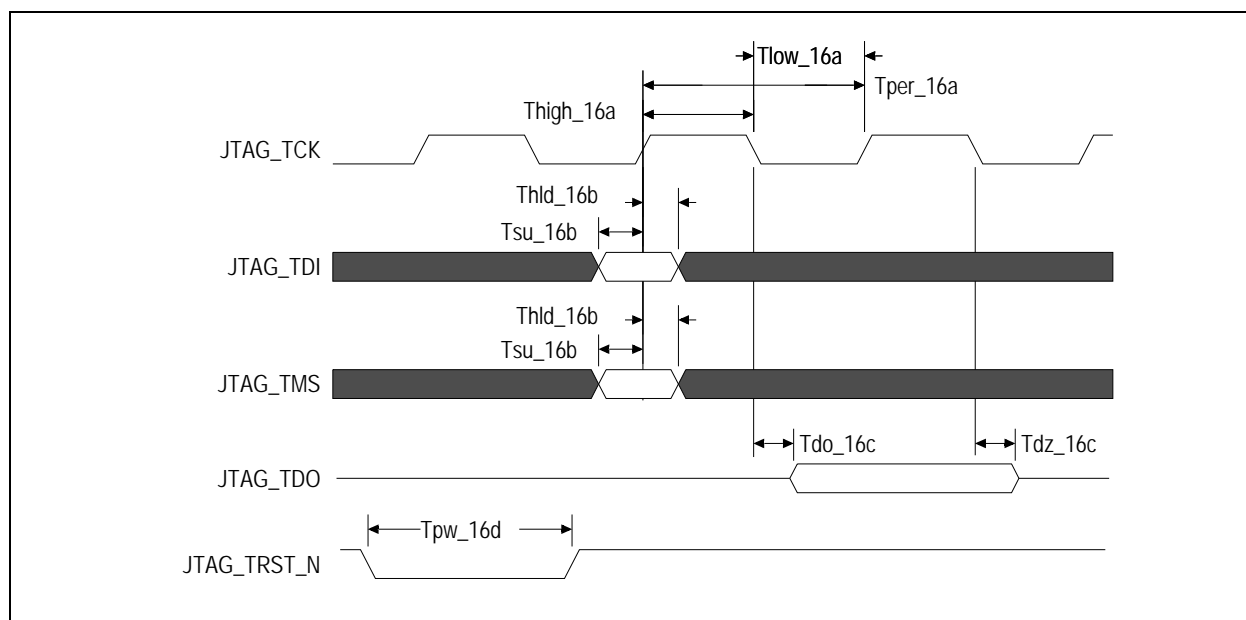 Tlow_16a
Tper_16a
Thigh_16a
JTAG_TCK
Thld_16b
Tsu_16b
JTAG_TDI
Thld_16b
Tsu_16b
JTAG_TMS
Tdo_16c
Tdz_16c
JTAG_TDO
Tpw_16d
JTAG_TRST_N